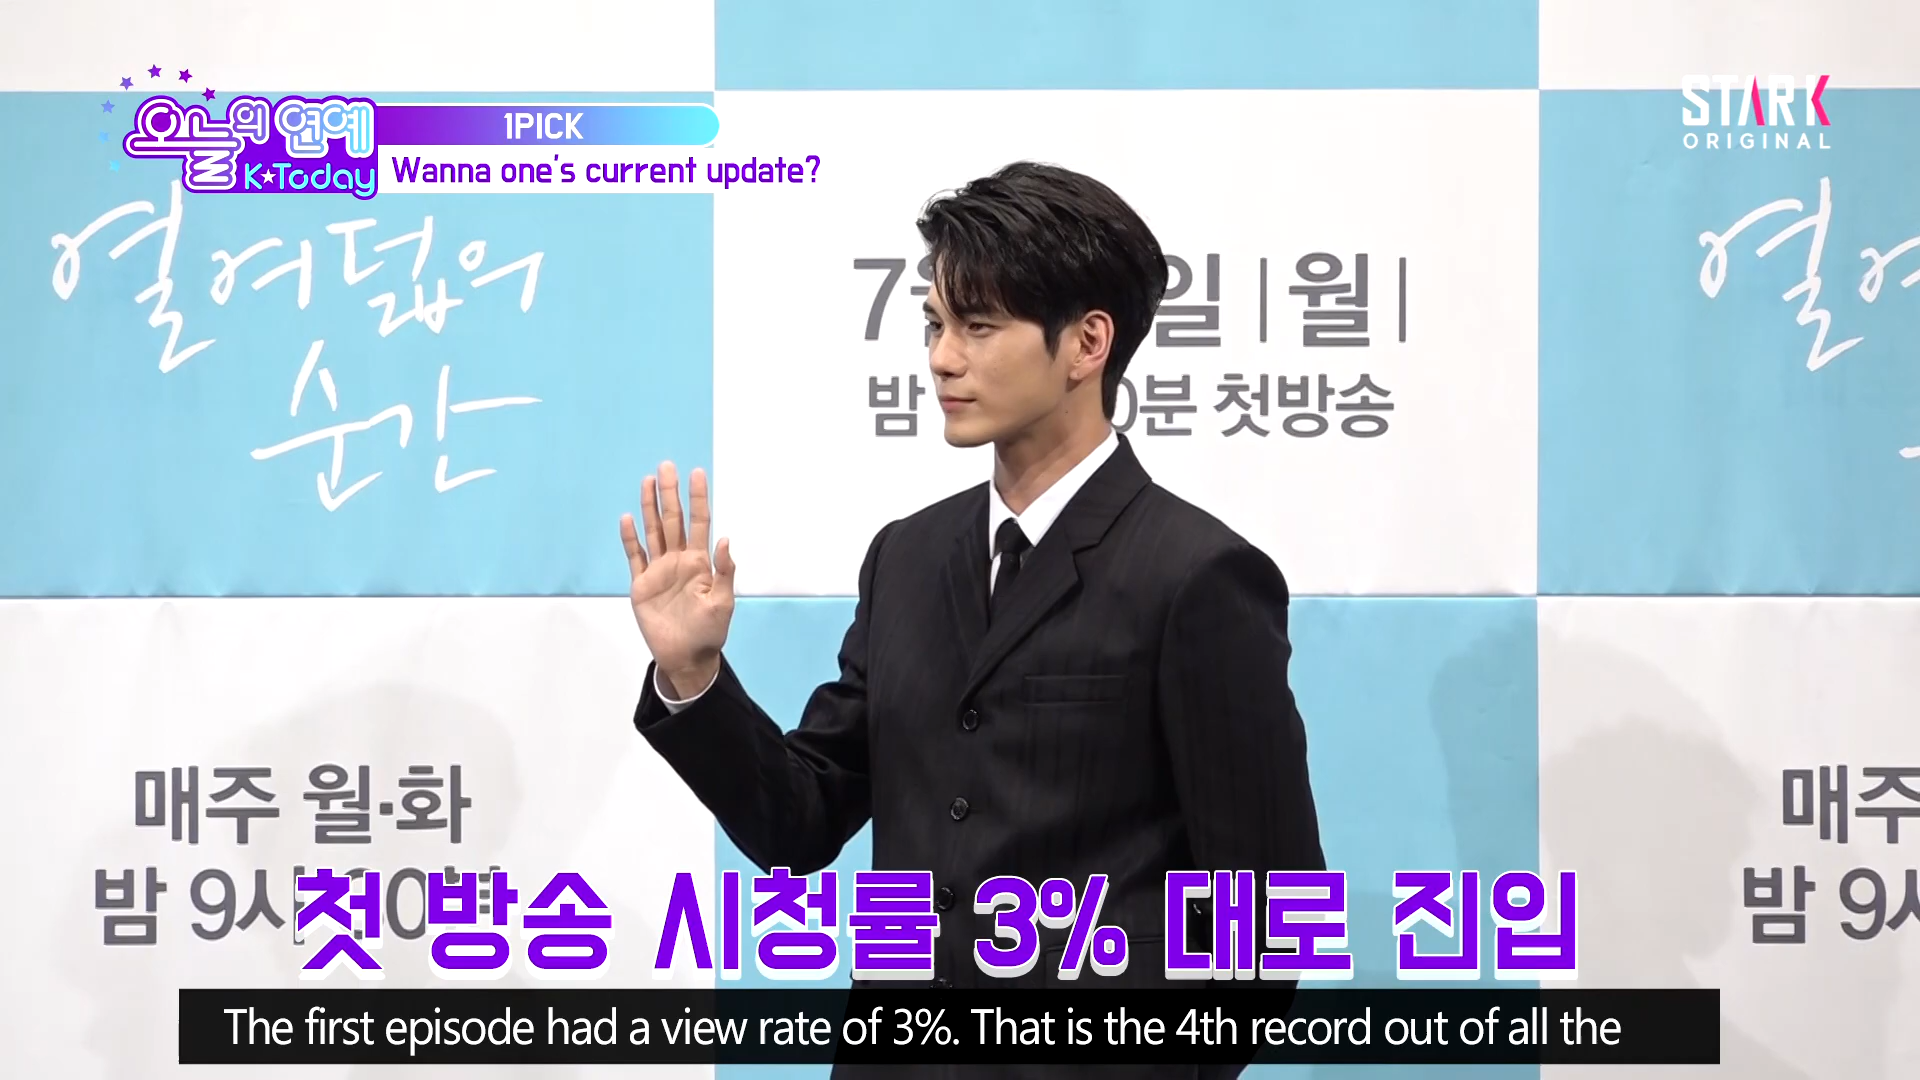 오늘의 연예
K★Today
1PICK
Wanna one's current update?
STARK
ORIGINAL
열여덟의
순간
일 | 월 |
밤 0분 첫방송
열여
매주 월·화
밤 9시
매주
밤 9시
첫 방송 시청률 3% 대로 진입
The first episode had a view rate of 3%. That is the 4th record out of all the